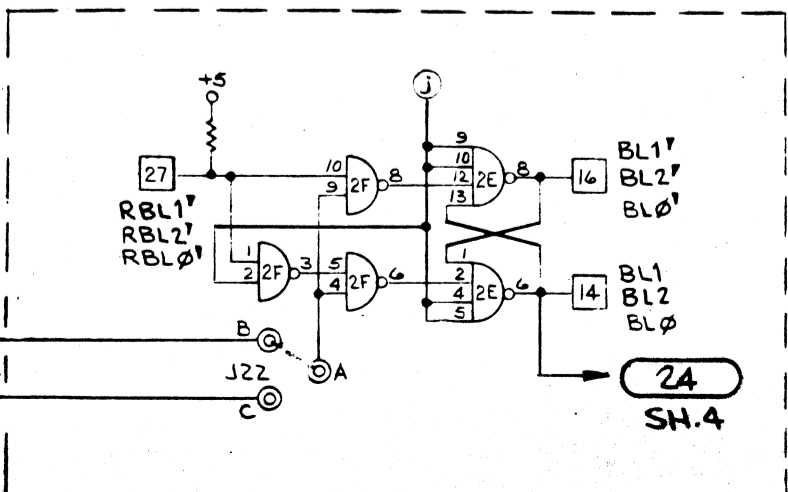 +5
j
27
10
9
2F
8
9
10
12
13
2E
8
16
BL1'
BL2'
BLØ'
RBL1'
RBL2'
RBLØ'
1
2
2F
3
5
4
2F
6
1
2
4
5
2E
6
14
BL1
BL2
BLØ
B
J22
A
C
24
SH.4